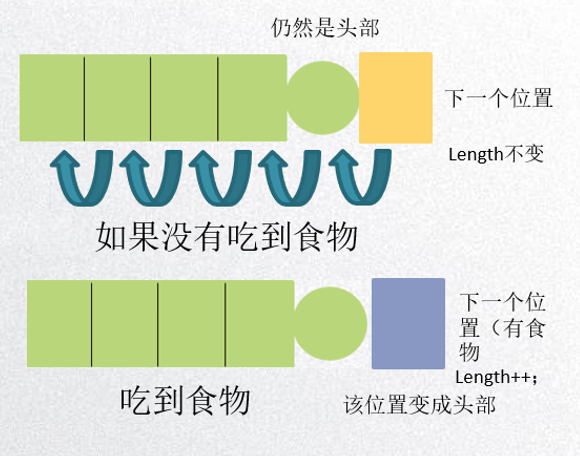 仍然是头部
下一个位置
Length不变
如果没有吃到食物
下一个位
置（有食
物
Length++；
吃到食物
该位置变成头部